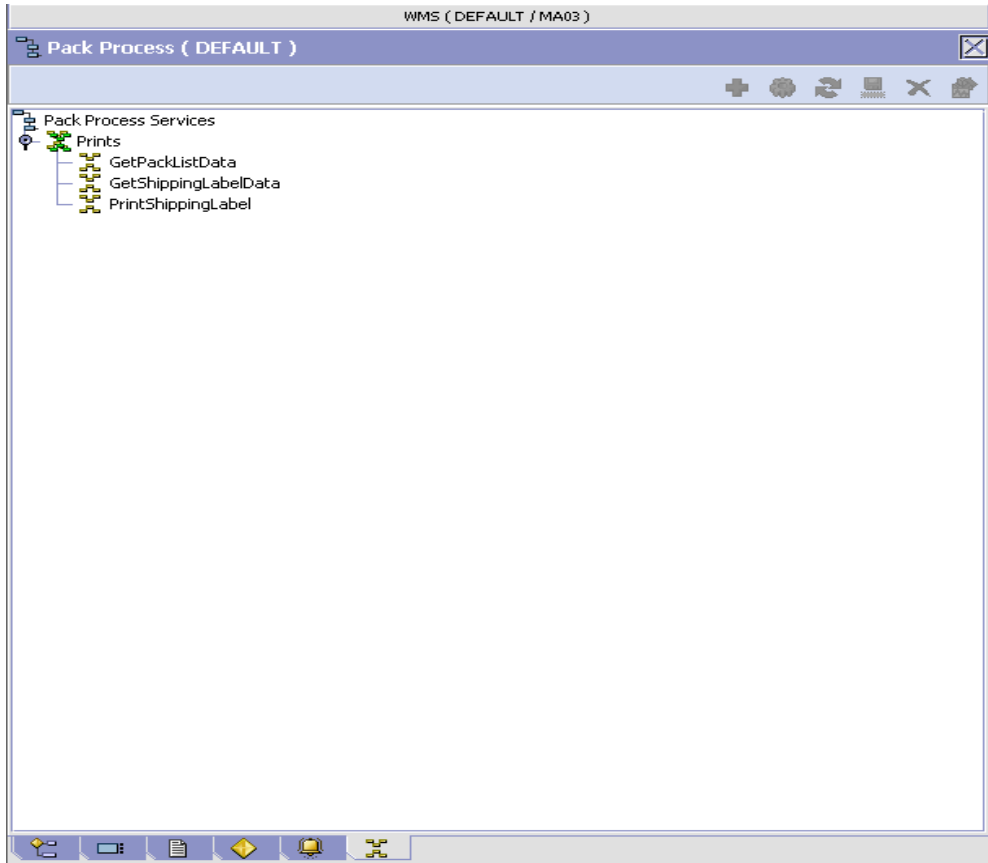 WMS ( DEFAULT / MA03 )
Pack Process ( DEFAULT )
Pack Process Services
Prints
GetPackListData
GetShippingLabelData
PrintShippingLabel